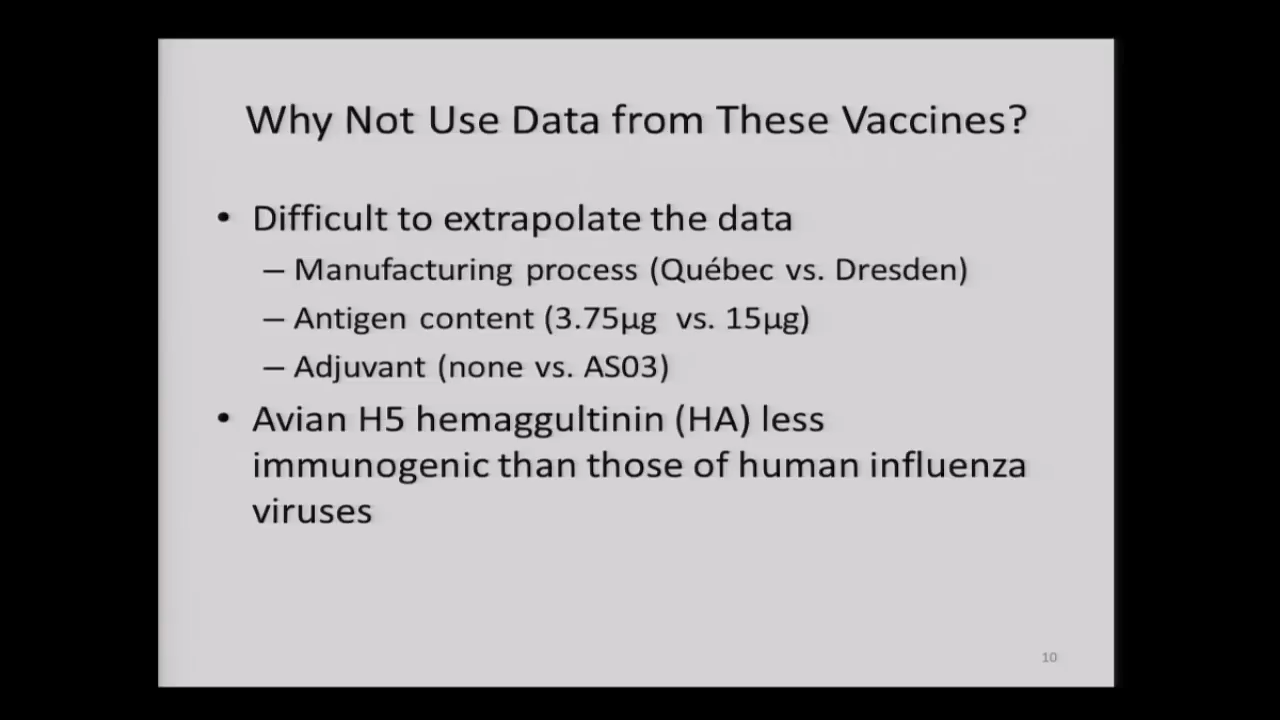 Why Not Use Data from These Vaccines?
• Difficult to extrapolate the data
– Manufacturing process (Québec vs. Dresden)
– Antigen content (3.75µg vs. 15µg)
– Adjuvant (none vs. AS03)
• Avian H5 hemaggultinin (HA) less
immunogenic than those of human influenza
viruses
10